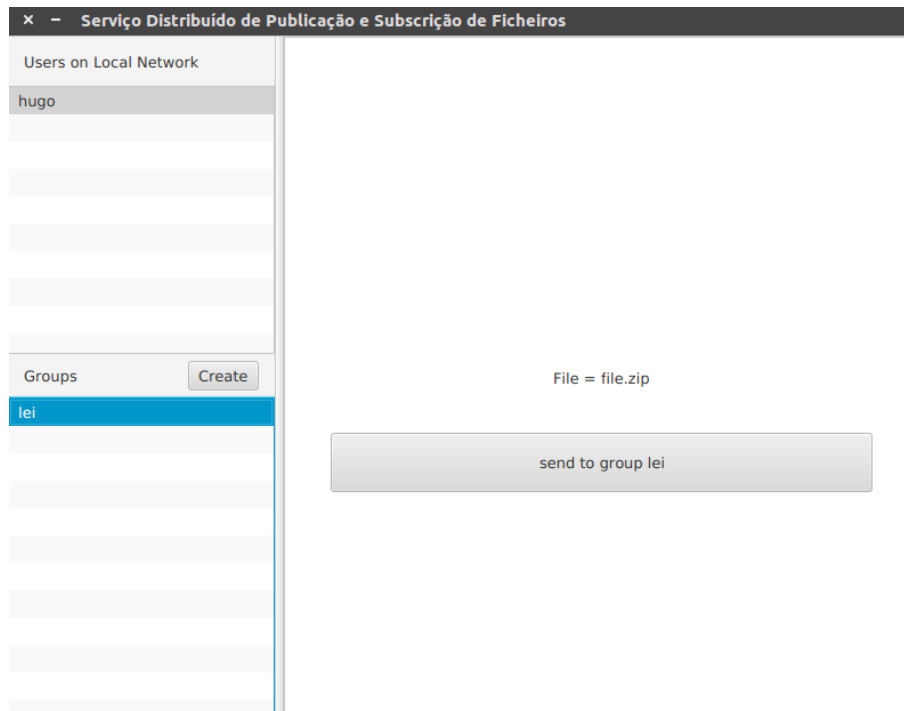 Serviço Distribuído de Publicação e Subscrição de Ficheiros
Users on Local Network
hugo
Groups
Create
lei
File = file.zip
send to group lei